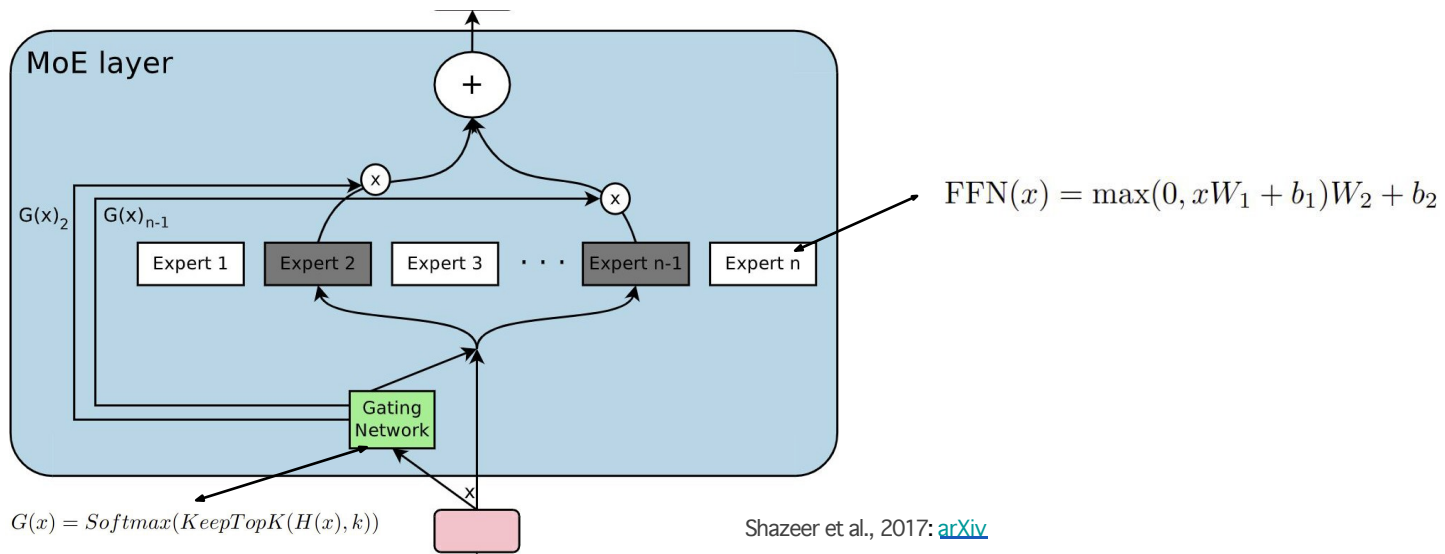 MoE layer
+
x
x
G(x)₂
G(x)ₙ₋₁
FFN(x) = max(0, xW₁ + b₁)W₂ + b₂
Expert 1
Expert 2
Expert 3
. . .
Expert n-1
Expert n
Gating
Network
x
G(x) = Softmax(KeepTopK(H(x), k))
Shazeer et al., 2017: arXiv